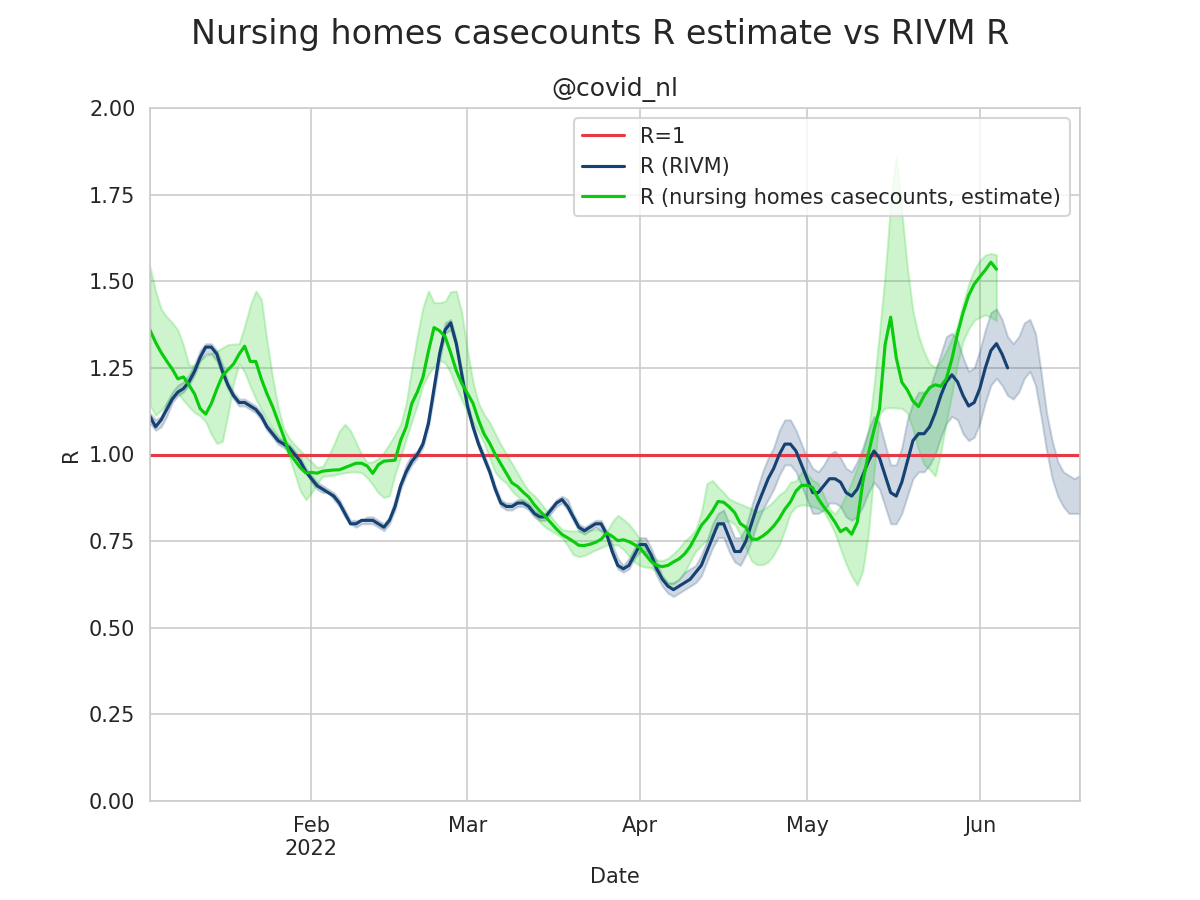 Nursing homes casecounts R estimate vs RIVM R
@covid_nl
R=1
R (RIVM)
R (nursing homes casecounts, estimate)
2.00
1.75
1.50
1.25
1.00
0.75
0.50
0.25
0.00
R
Feb
2022
Mar
Apr
May
Jun
Date